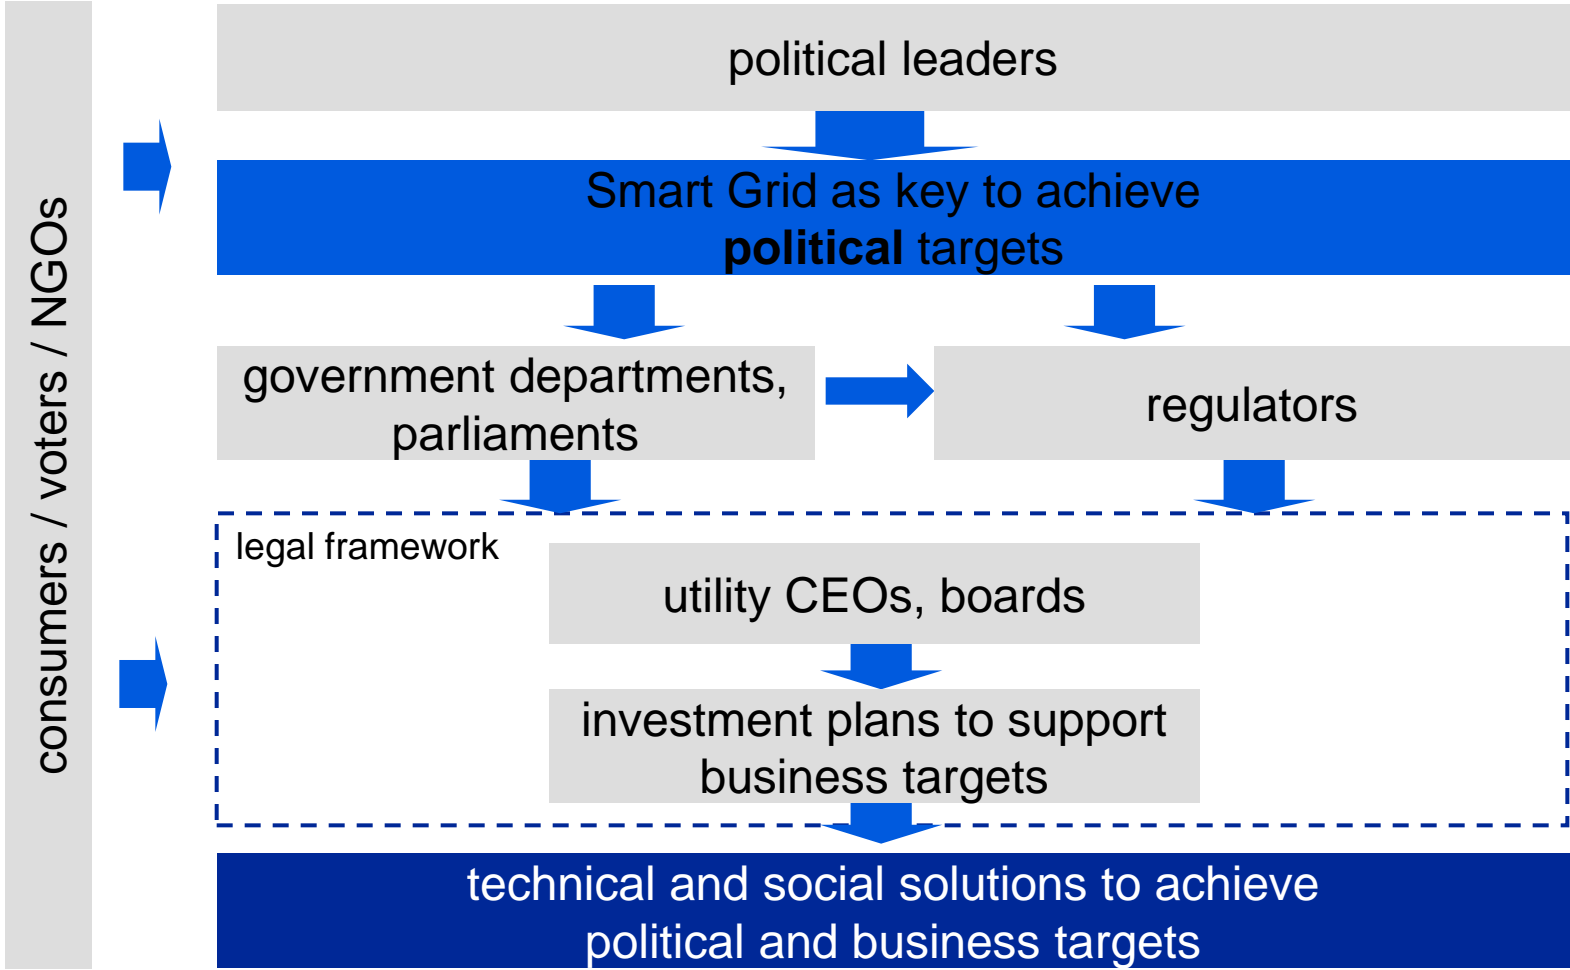 consumers / voters / NGOs
political leaders
Smart Grid as key to achieve
political targets
government departments,
parliaments
regulators
legal framework
utility CEOs, boards
investment plans to support
business targets
technical and social solutions to achieve
political and business targets